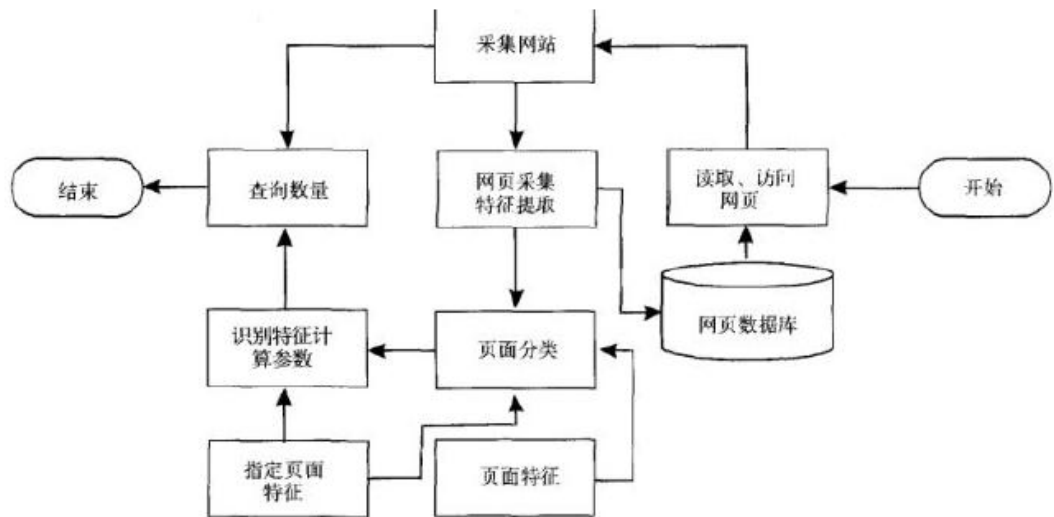 采集网站
结束
查询数量
网页采集
特征提取
读取、访问
网页
开始
识别特征计
算参数
页面分类
网页数据库
指定页面
特征
页面特征